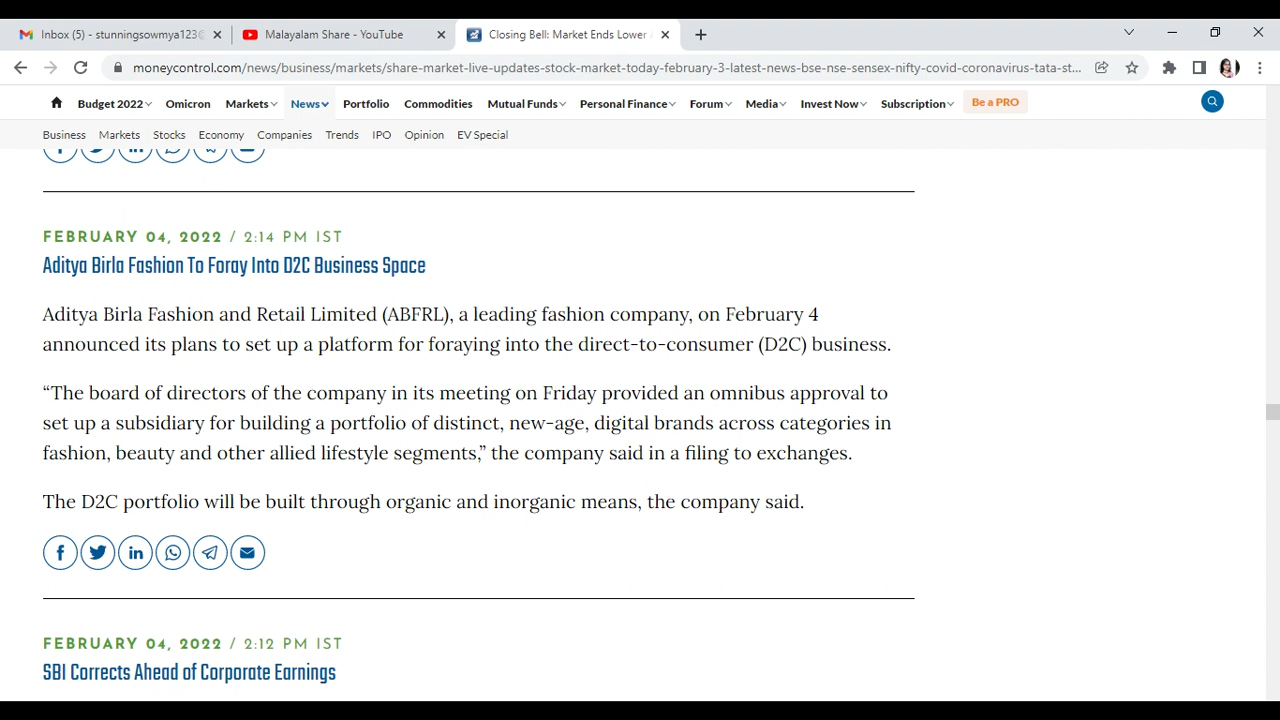 Inbox (5) - stunningsowmya123@
Malayalam Share - YouTube
Closing Bell: Market Ends Lower
moneycontrol.com/news/business/markets/share-market-live-updates-stock-market-today-february-3-latest-news-bse-nse-sensex-nifty-covid-coronavirus-tata-st...
Budget 2022 Omricon Markets News Portfolio Commodities Mutual Funds Personal Finance Forum Media Invest Now Subscription Be a PRO
Business Markets Stocks Economy Companies Trends IPO Opinion EV Special
FEBRUARY 04, 2022 / 2:14 PM IST
Aditya Birla Fashion To Foray Into D2C Business Space
Aditya Birla Fashion and Retail Limited (ABFRL), a leading fashion company, on February 4
announced its plans to set up a platform for foraying into the direct-to-consumer (D2C) business.
“The board of directors of the company in its meeting on Friday provided an omnibus approval to
set up a subsidiary for building a portfolio of distinct, new-age, digital brands across categories in
fashion, beauty and other allied lifestyle segments,” the company said in a filing to exchanges.
The D2C portfolio will be built through organic and inorganic means, the company said.
FEBRUARY 04, 2022 / 2:12 PM IST
SBI Corrects Ahead of Corporate Earnings